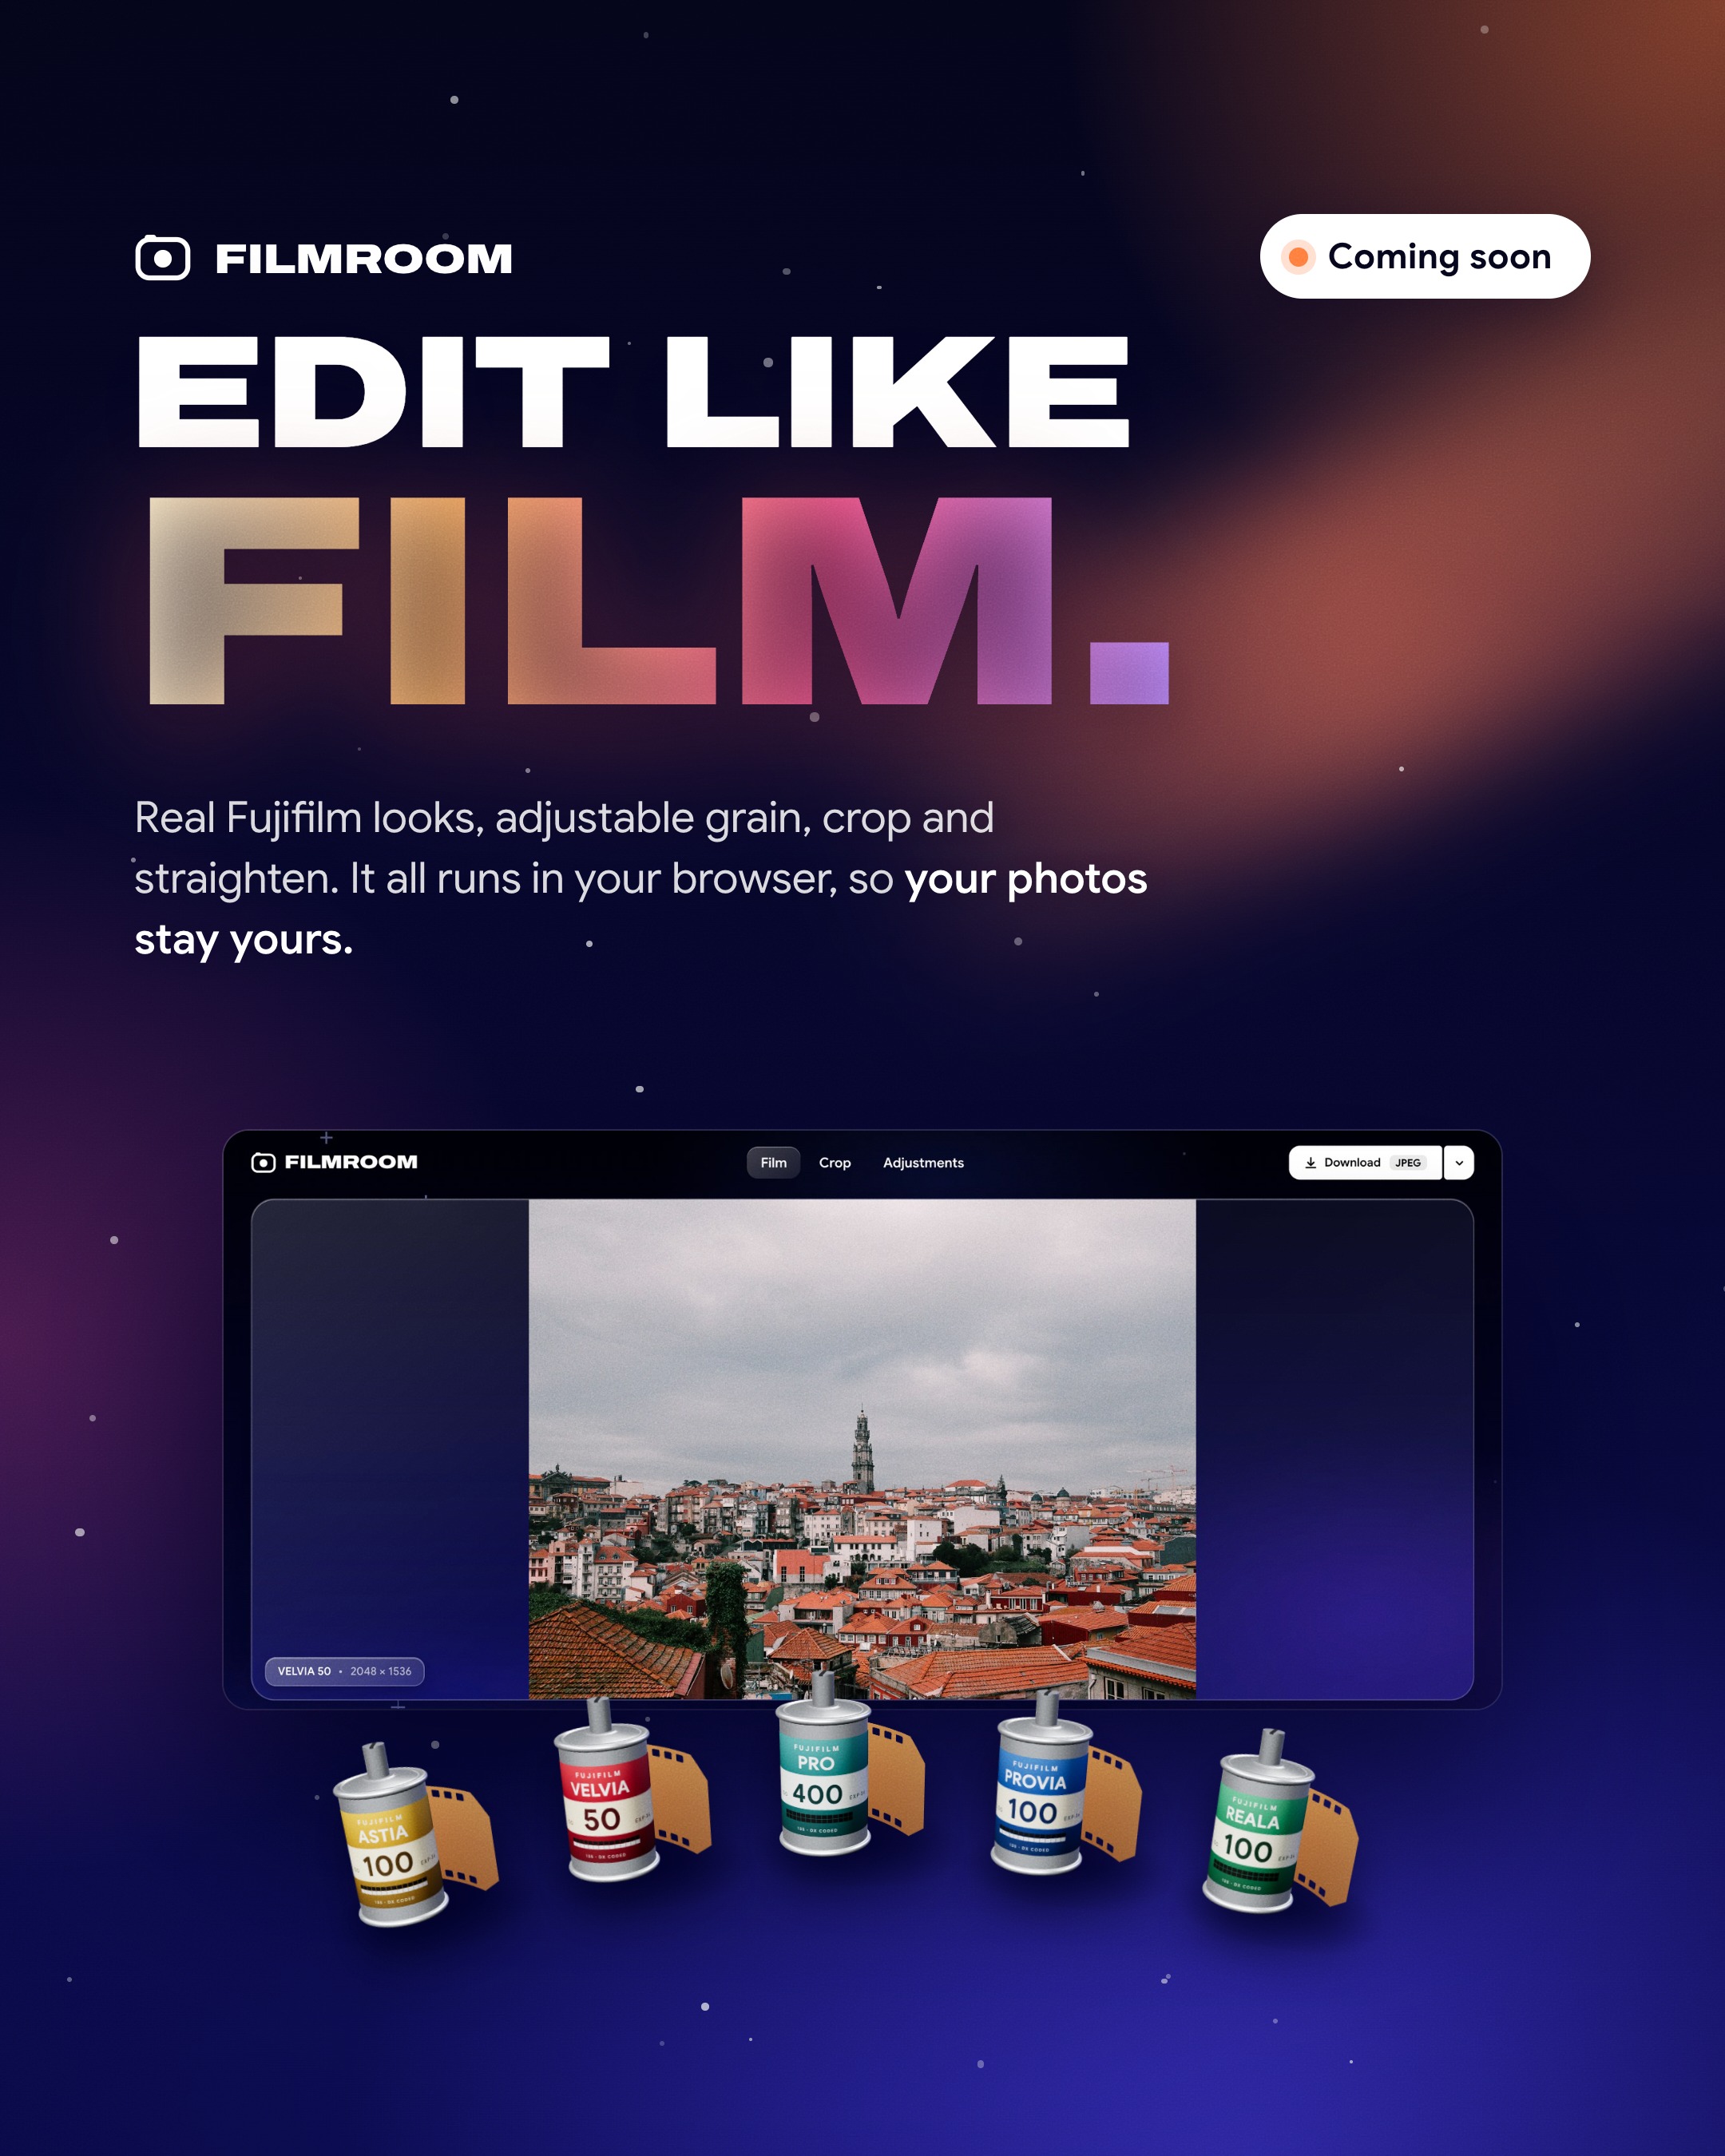 FILMROOM
Coming soon
EDIT LIKE
FILM.
Real Fujifilm looks, adjustable grain, crop and
straighten. It all runs in your browser, so your photos
stay yours.
FILMROOM
Film
Crop
Adjustments
Download JPEG
VELVIA 50 • 2048 × 1536
FUJIFILM
ASTIA
100
FUJIFILM
VELVIA
50
FUJIFILM
PRO
400
FUJIFILM
PROVIA
100
FUJIFILM
REALA
100